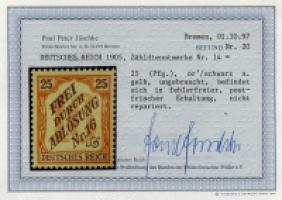 Paul Peter Jäschke
Bremen, 01.10.97
BEFUND Nr. 20
DEUTSCHES REICH 1905, Zähldienstmarke Nr. 14 =
25 (Pfg.), or'/schwarz a.
gelb, ungebraucht, befindet
sich in fehlerfreier, post-
frischer Erhaltung, nicht
repariert.
25 25
FREI
DURCH
ABLÖSUNG
Nr. 16
DEUTSCHES REICH